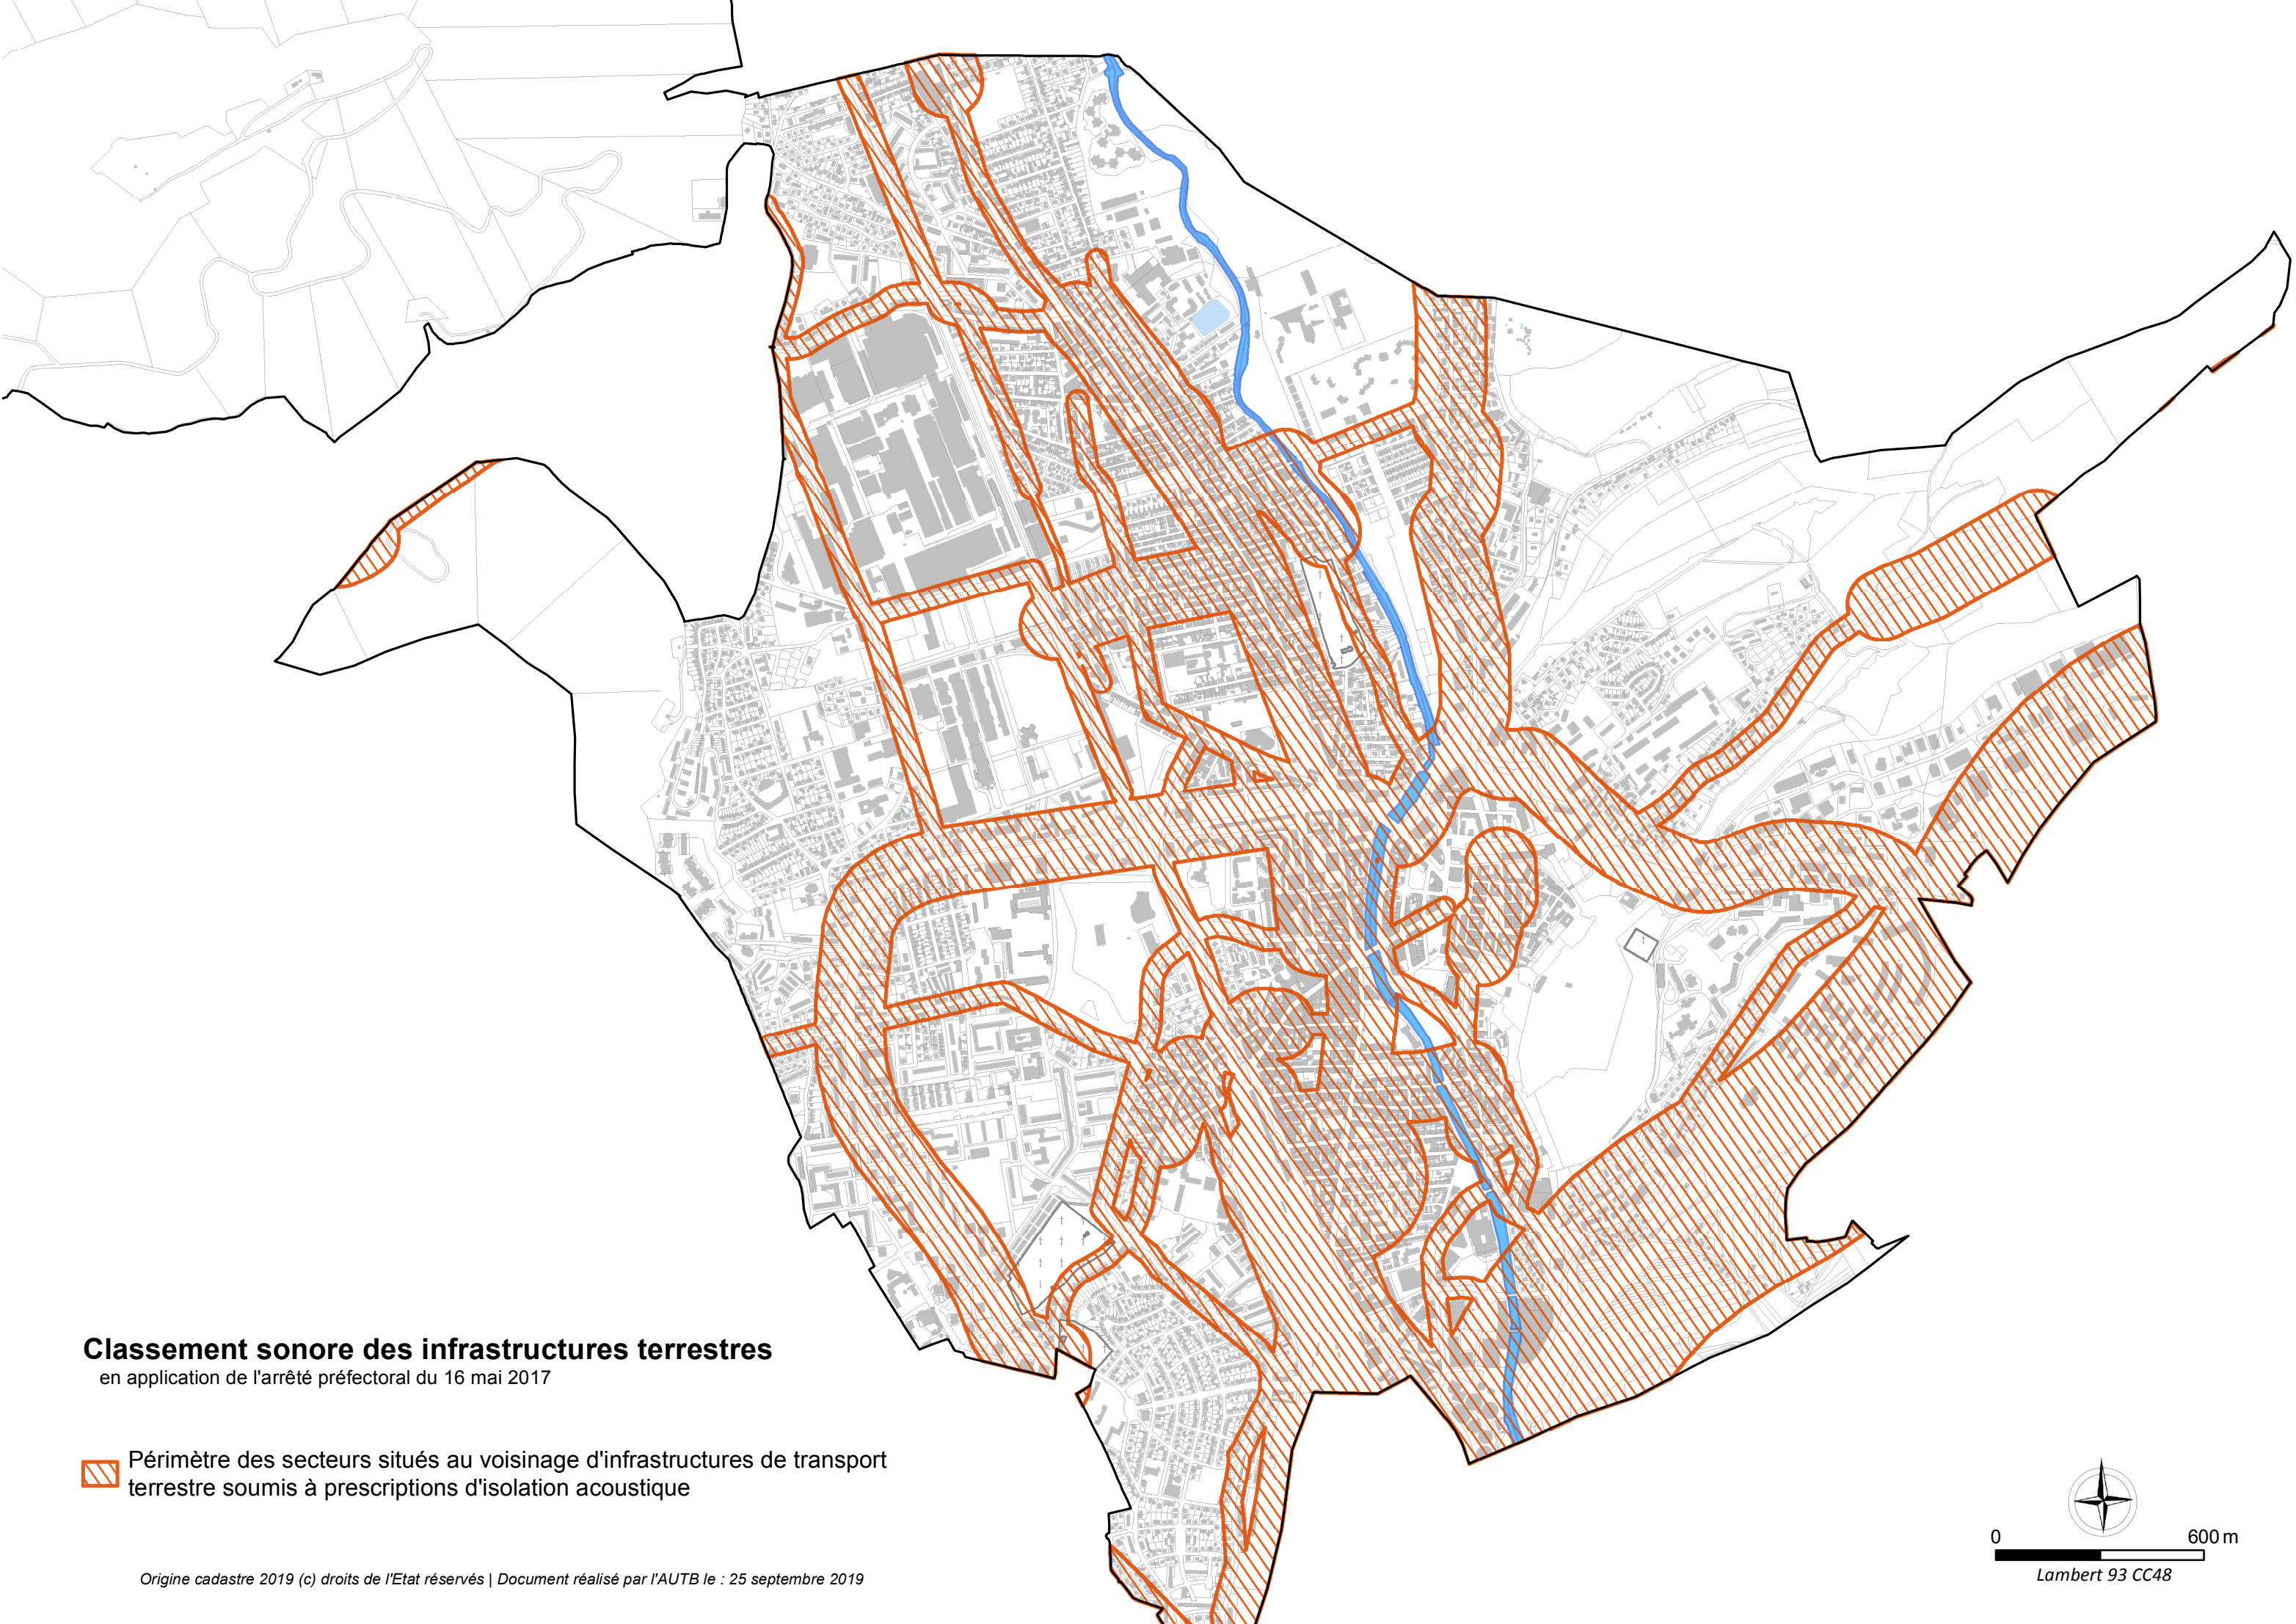 Classement sonore des infrastructures terrestres
en application de l'arrêté préfectoral du 16 mai 2017
Périmètre des secteurs situés au voisinage d'infrastructures de transport
terrestre soumis à prescriptions d'isolation acoustique
Origine cadastre 2019 (c) droits de l'Etat réservés | Document réalisé par l'AUTB le : 25 septembre 2019
0 600 m
Lambert 93 CC48